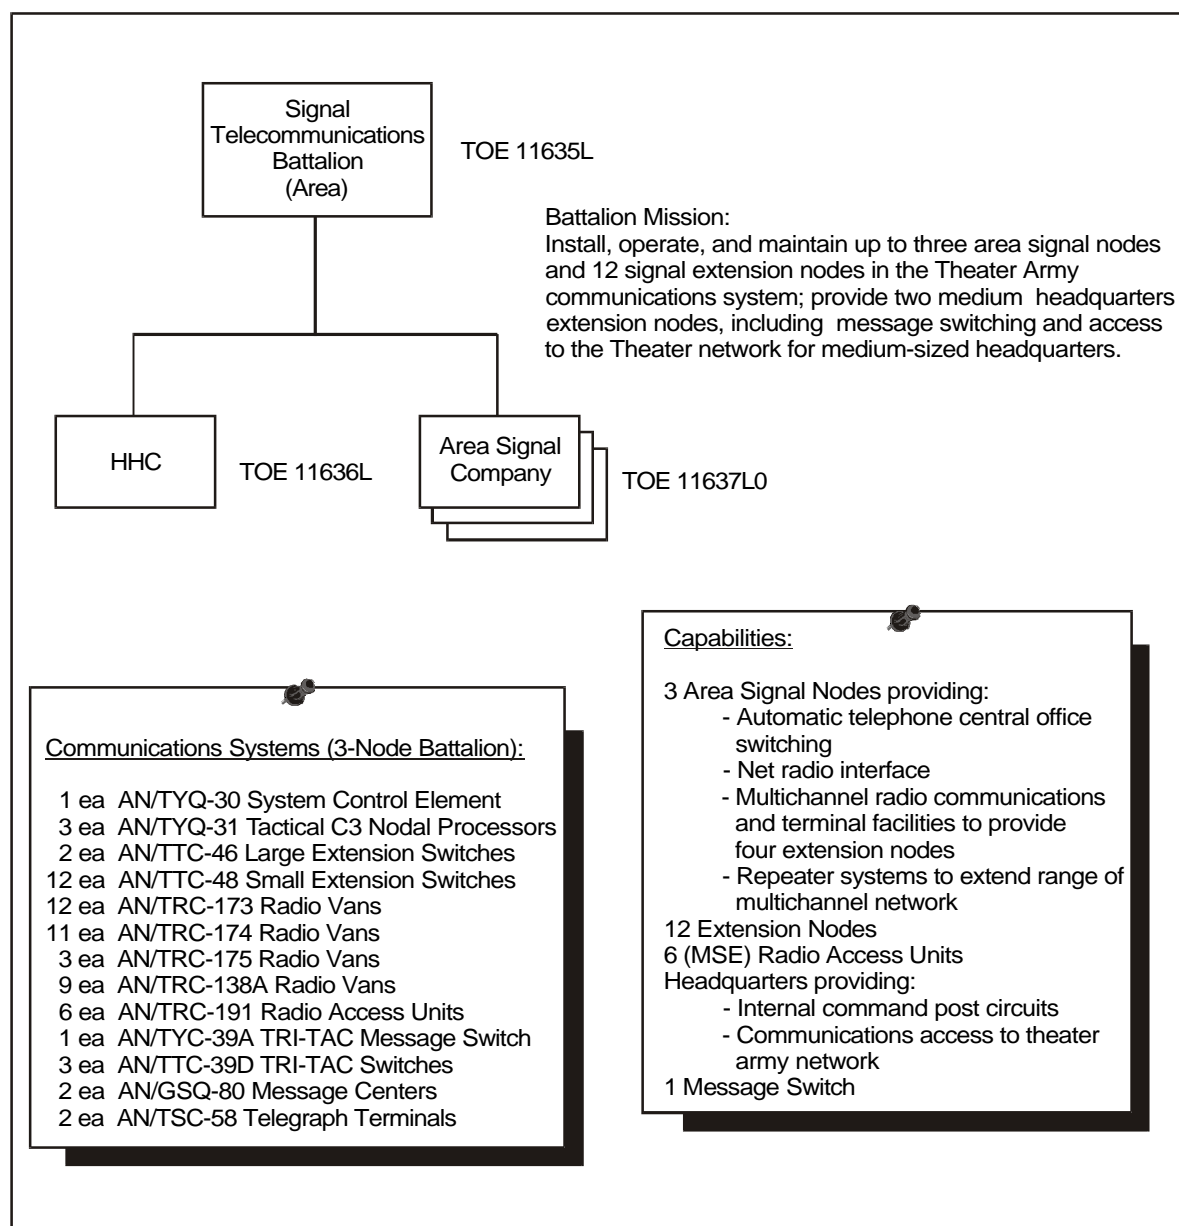 Signal
Telecommunications
Battalion
(Area)
TOE 11635L
Battalion Mission:
Install, operate, and maintain up to three area signal nodes
and 12 signal extension nodes in the Theater Army
communications system; provide two medium headquarters
extension nodes, including message switching and access
to the Theater network for medium-sized headquarters.
HHC
TOE 11636L
Area Signal
Company
TOE 11637L0
Communications Systems (3-Node Battalion):
1 ea AN/TYQ-30 System Control Element
3 ea AN/TYQ-31 Tactical C3 Nodal Processors
2 ea AN/TTC-46 Large Extension Switches
12 ea AN/TTC-48 Small Extension Switches
12 ea AN/TRC-173 Radio Vans
11 ea AN/TRC-174 Radio Vans
3 ea AN/TRC-175 Radio Vans
9 ea AN/TRC-138A Radio Vans
6 ea AN/TRC-191 Radio Access Units
1 ea AN/TYC-39A TRI-TAC Message Switch
3 ea AN/TTC-39D TRI-TAC Switches
2 ea AN/GSQ-80 Message Centers
2 ea AN/TSC-58 Telegraph Terminals
Capabilities:
3 Area Signal Nodes providing:
- Automatic telephone central office
switching
- Net radio interface
- Multichannel radio communications
and terminal facilities to provide
four extension nodes
- Repeater systems to extend range of
multichannel network
12 Extension Nodes
6 (MSE) Radio Access Units
Headquarters providing:
- Internal command post circuits
- Communications access to theater
army network
1 Message Switch